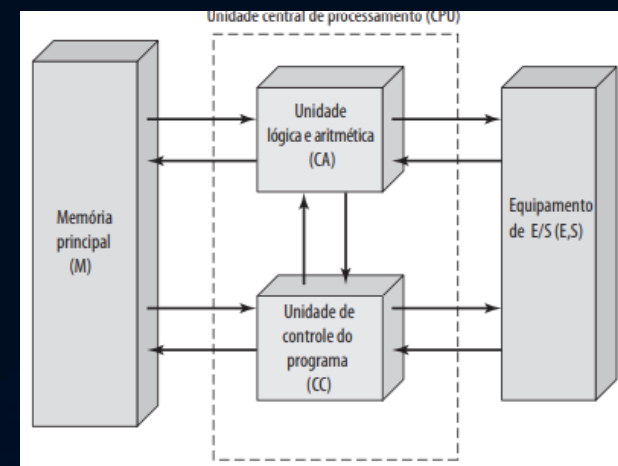 Unidade central de processamento (CPU)
Unidade
lógica e aritmética
(CA)
Memória
principal
(M)
Equipamento
de E/S (E,S)
Unidade de
controle do
programa
(CC)